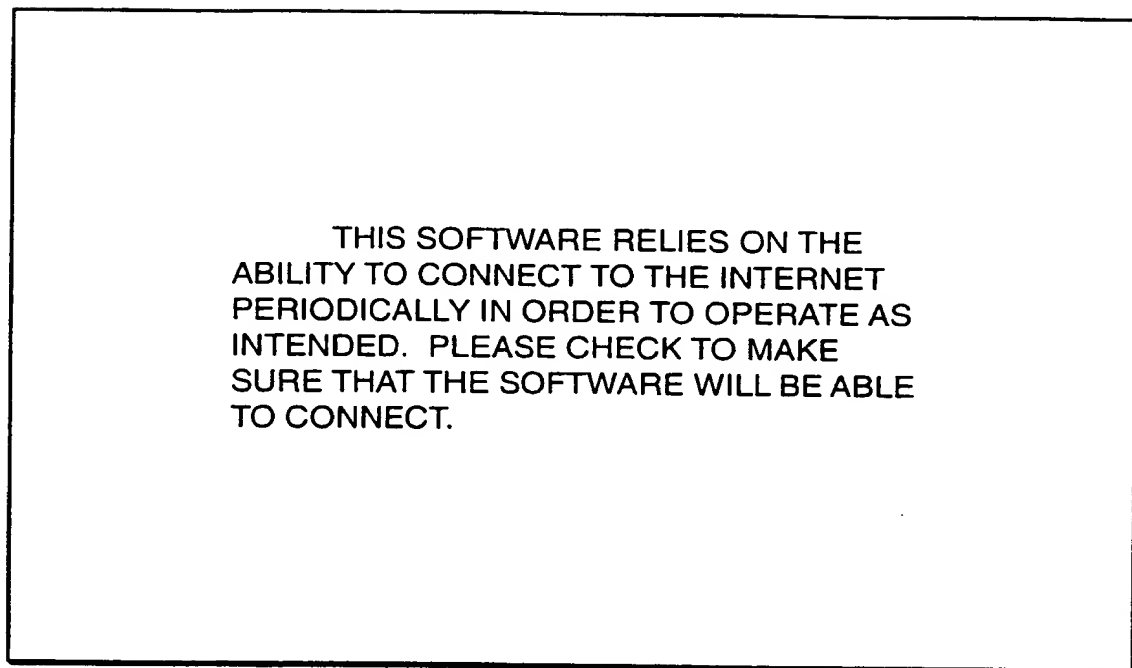 THIS SOFTWARE RELIES ON THE
ABILITY TO CONNECT TO THE INTERNET
PERIODICALLY IN ORDER TO OPERATE AS
INTENDED.  PLEASE CHECK TO MAKE
SURE THAT THE SOFTWARE WILL BE ABLE
TO CONNECT.